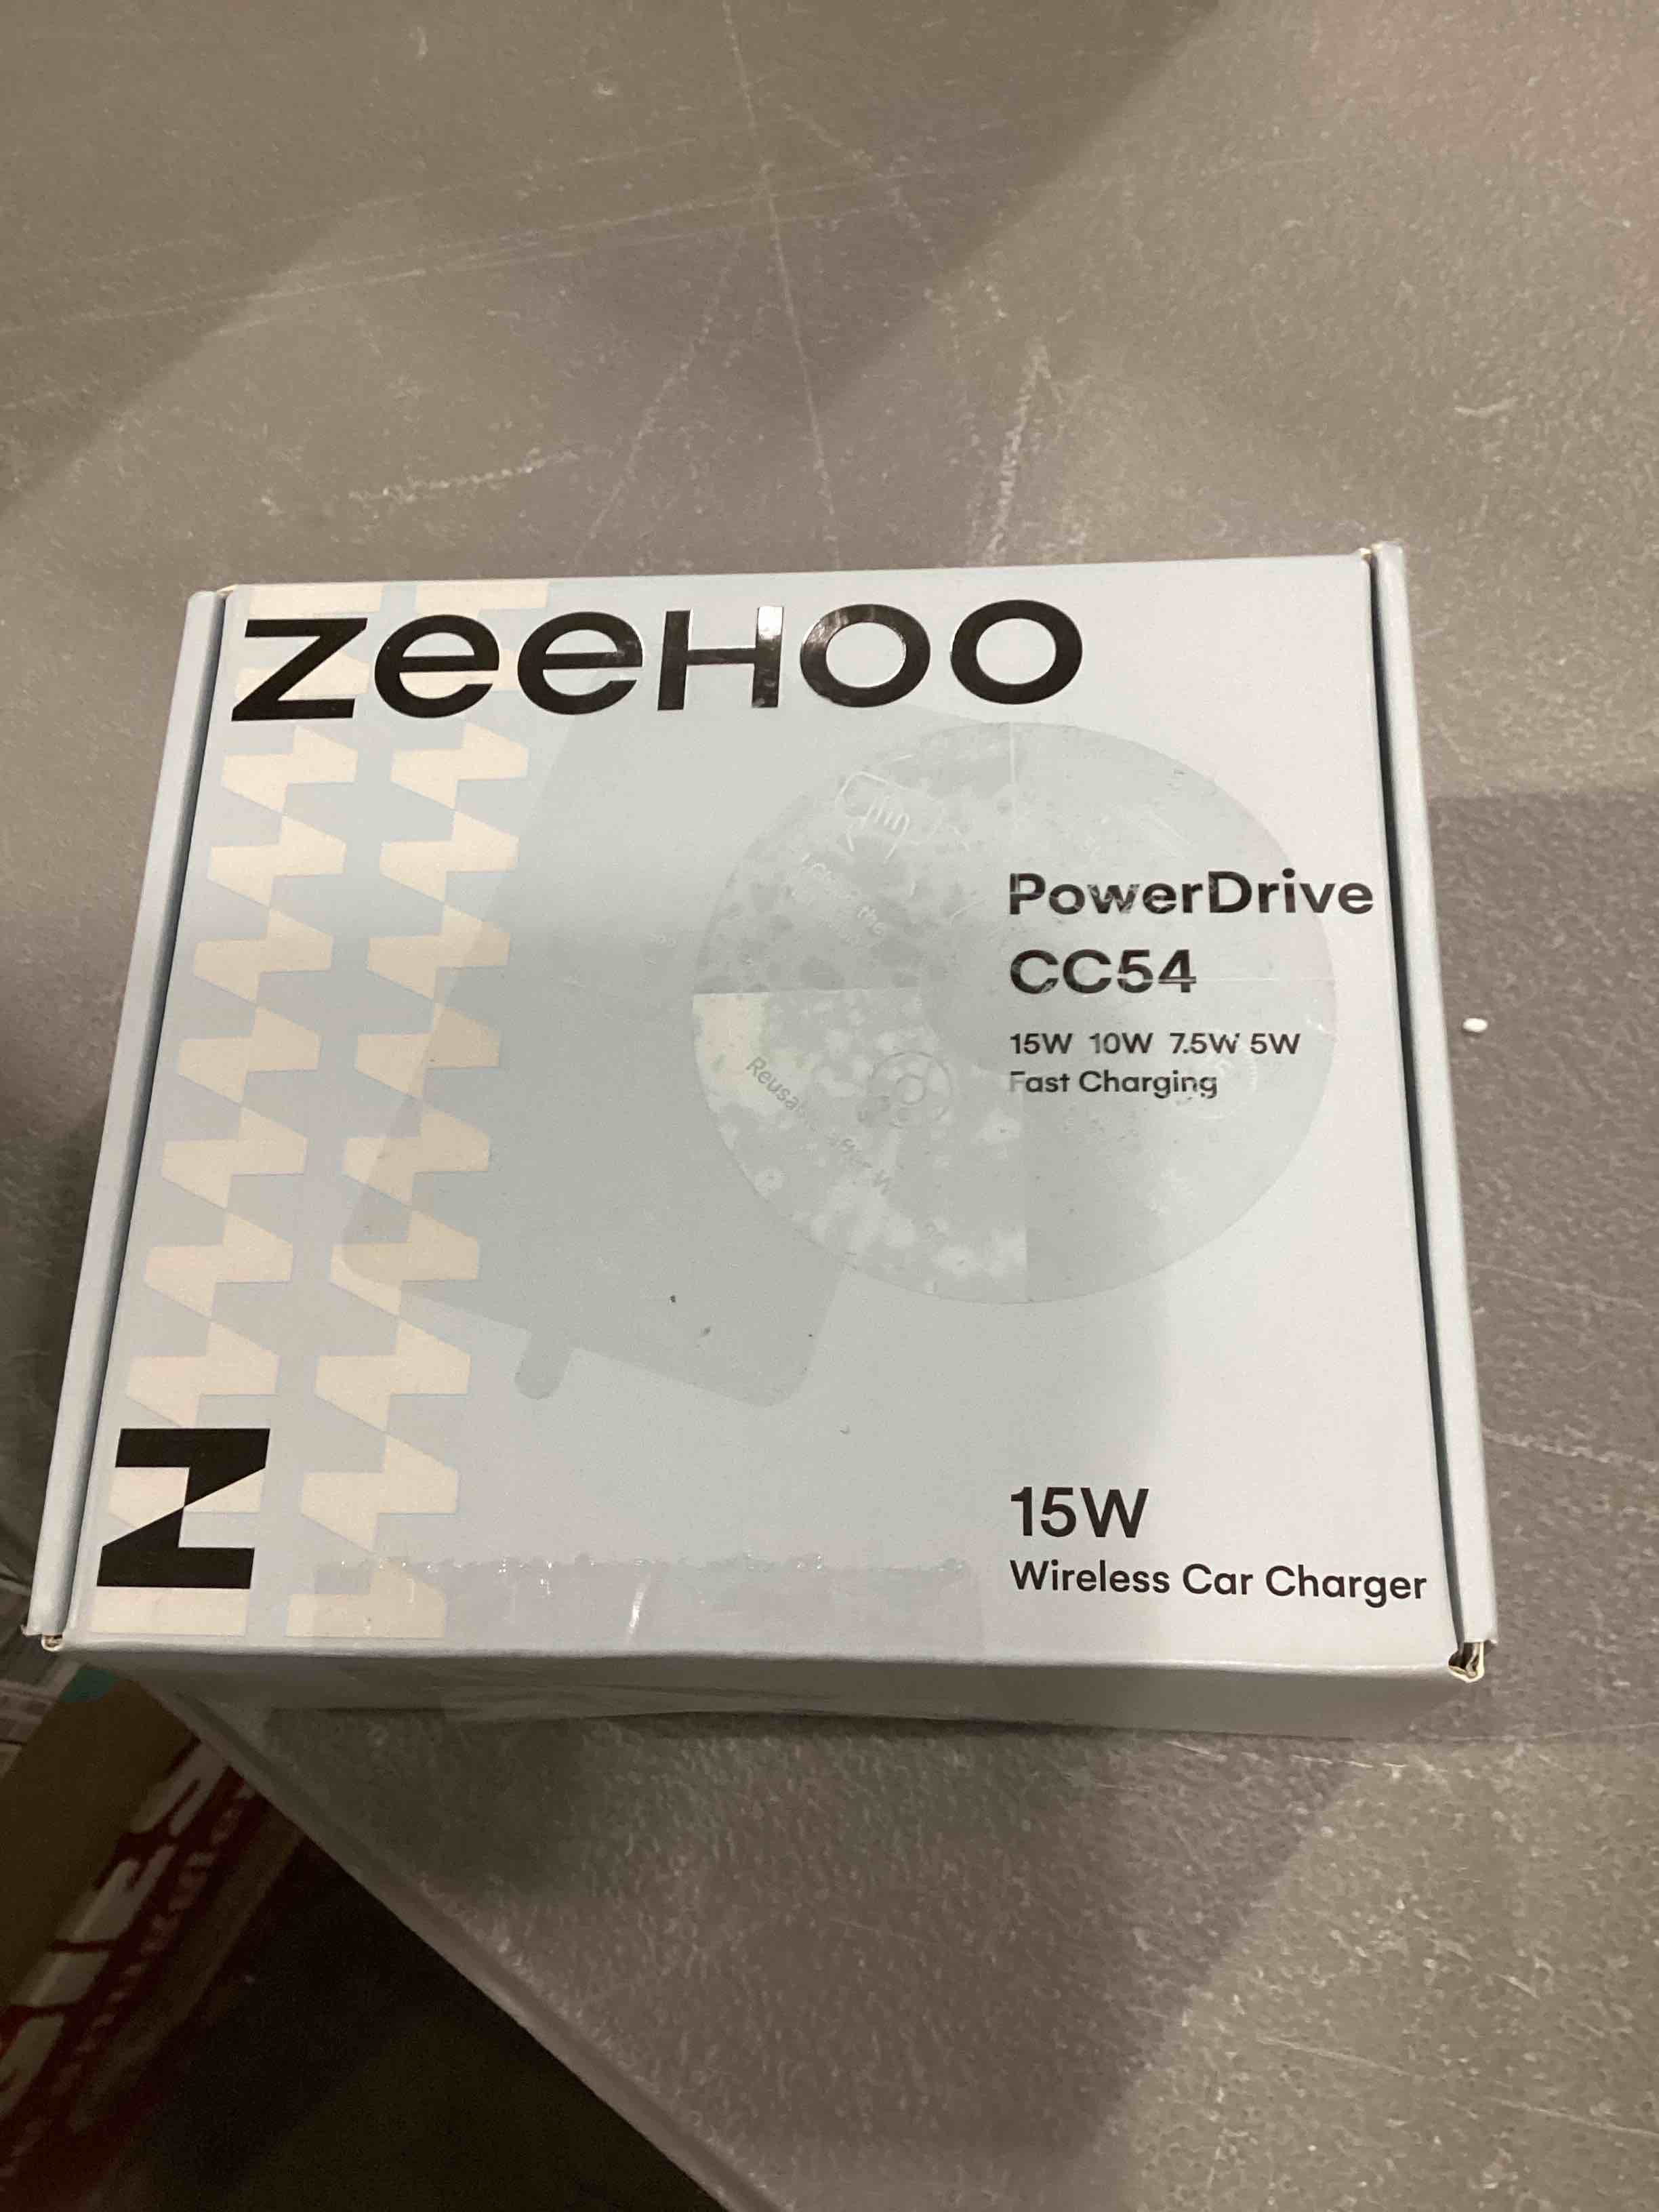 zeeHOO
PowerDrive
CC54
15W 10W 7.5W 5W
Fast Charging
15W
Wireless Car Charger